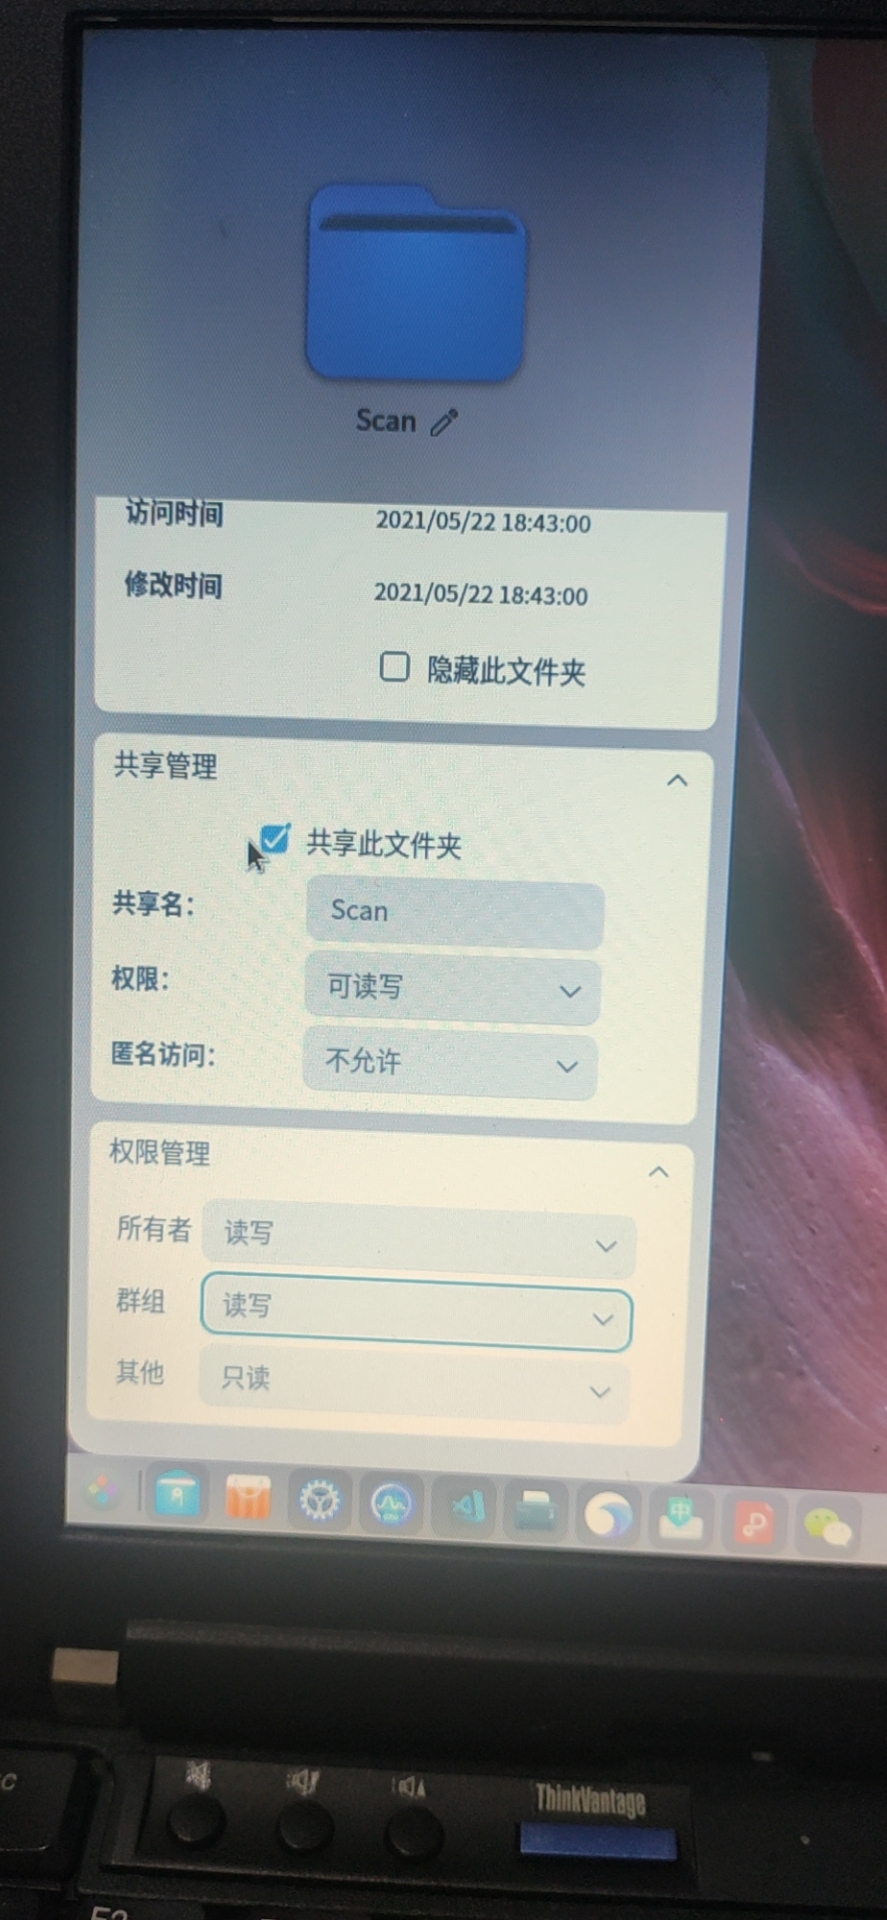 Scan
访问时间 2021/05/22 18:43:00
修改时间 2021/05/22 18:43:00
隐藏此文件夹
共享管理
共享此文件夹
共享名： Scan
权限： 可读写
匿名访问： 不允许
权限管理
所有者 读写
群组 读写
其他 只读
中
ThinkVantage